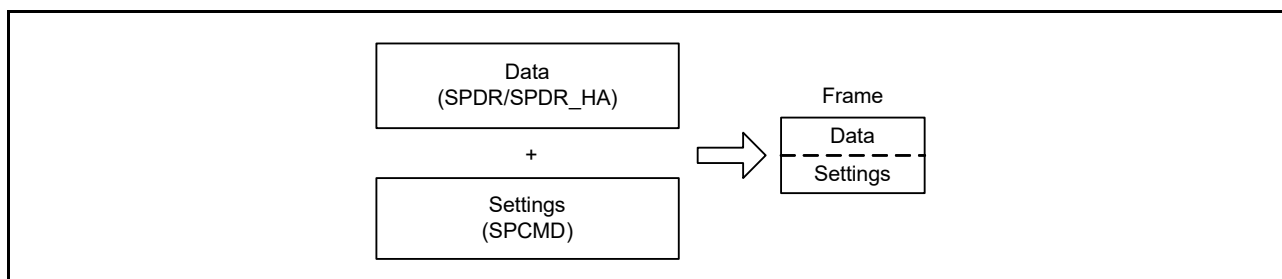 Data
(SPDR/SPDR_HA)
+
Settings
(SPCMD)
Frame
Data
Settings